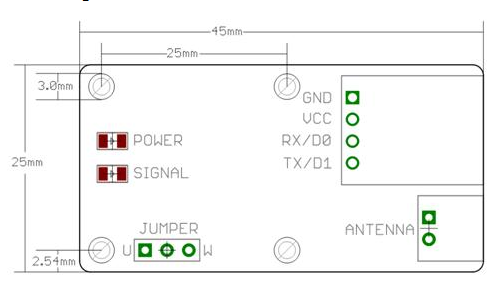 45mm
25mm
3.0mm
GND
VCC
POWER
RX/D0
25mm
TX/D1
SIGNAL
JUMPER
ANTENNA
U
W
2.54mm